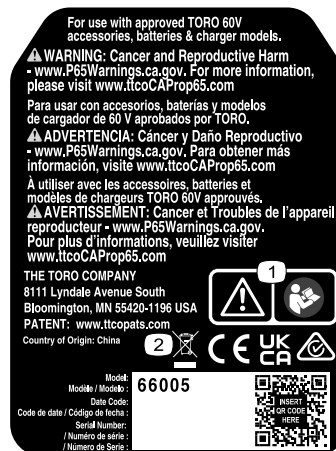 For use with approved TORO 60V
accessories, batteries & charger models.
WARNING: Cancer and Reproductive Harm
- www.P65Warnings.ca.gov. For more information,
please visit www.ttcoCAProp65.com
Para usar con accesorios, baterías y modelos
de cargador de 60 V aprobados por TORO.
ADVERTENCIA: Cáncer y Daño Reproductivo
- www.P65Warnings.ca.gov. Para obtener más
información, visite www.ttcoCAProp65.com
À utiliser avec les accessoires, batteries et
modèles de chargeurs TORO 60V approuvés.
AVERTISSEMENT: Cancer et Troubles de l'appareil
reproducteur - www.P65Warnings.ca.gov.
Pour plus d'informations, veuillez visiter
www.ttcoCAProp65.com
THE TORO COMPANY
8111 Lyndale Avenue South
Bloomington, MN 55420-1196 USA
PATENT: www.ttcopats.com
Country of Origin: China
1
2
CE
UK
CA
Model:
Modèle / Modelo :
66005
Date Code:
Code de date / Código de fecha :
Serial Number:
/ Numéro de série :
/ Número de Serie :
INSERT
QR CODE
HERE